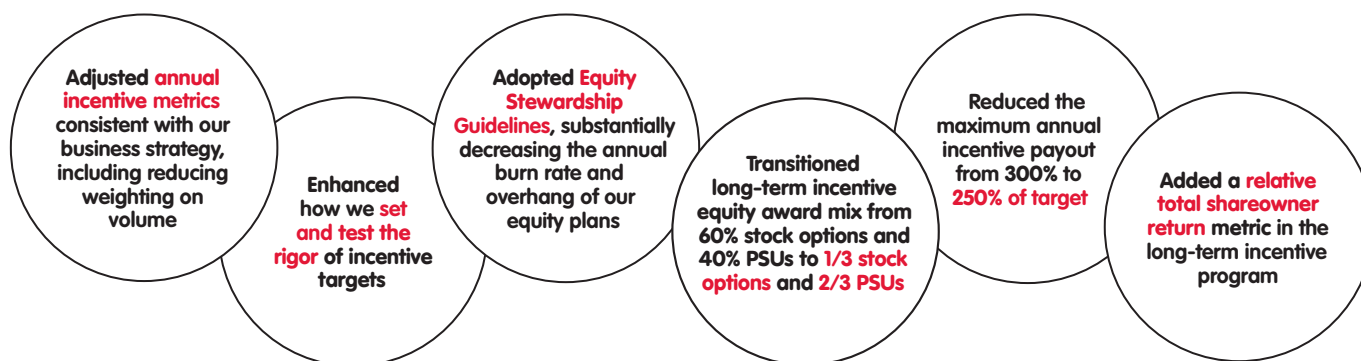 Adjusted annual
incentive metrics
consistent with our
business strategy,
including reducing
weighting on
volume
Enhanced
how we set
and test the
rigor of incentive
targets
Adopted Equity
Stewardship
Guidelines, substantially
decreasing the annual
burn rate and
overhang of our
equity plans
Transitioned
long-term incentive
equity award mix from
60% stock options and
40% PSUs to 1/3 stock
options and 2/3 PSUs
Reduced the
maximum annual
incentive payout
from 300% to
250% of target
Added a relative
total shareowner
return metric in the
long-term incentive
program